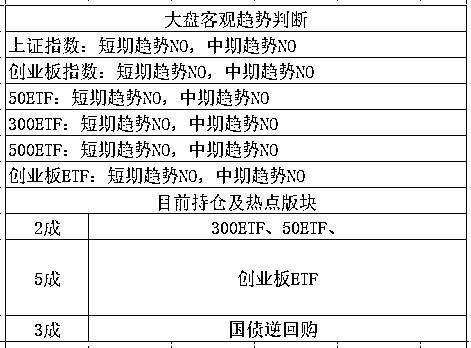 大盘客观趋势判断
上证指数：短期趋势NO，中期趋势NO
创业板指数：短期趋势NO，中期趋势NO
50ETF：短期趋势NO，中期趋势NO
300ETF：短期趋势NO，中期趋势NO
500ETF：短期趋势NO，中期趋势NO
创业板ETF：短期趋势NO，中期趋势NO
目前持仓及热点版块
2成 300ETF、50ETF、
5成 创业板ETF
3成 国债逆回购